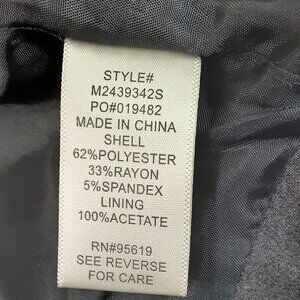 STYLE#
M2439342S
PO#019482
MADE IN CHINA
SHELL
62%POLYESTER
33%RAYON
5%SPANDEX
LINING
100%ACETATE
RN#95619
SEE REVERSE
FOR CARE